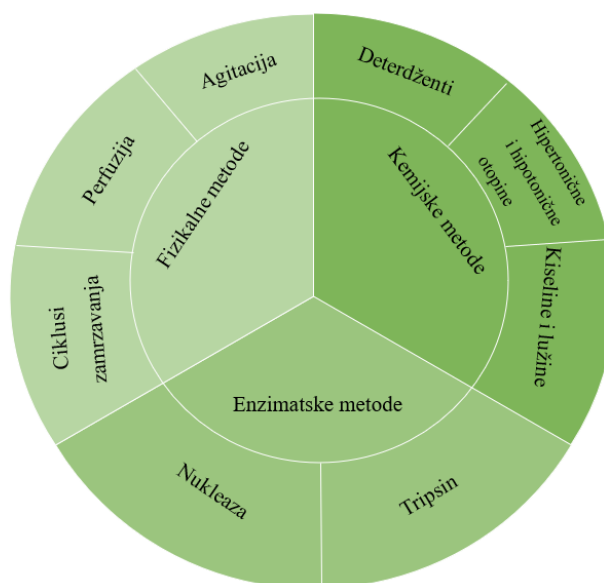 Agitacija
Deterdženti
Perfuzija
Fizikalne metode
Kemijske metode
Hipertonične
i hipotonične
otopine
Ciklusi
zamrzavanja
Kiseline i lužine
Enzimatske metode
Nukleaza
Tripsin